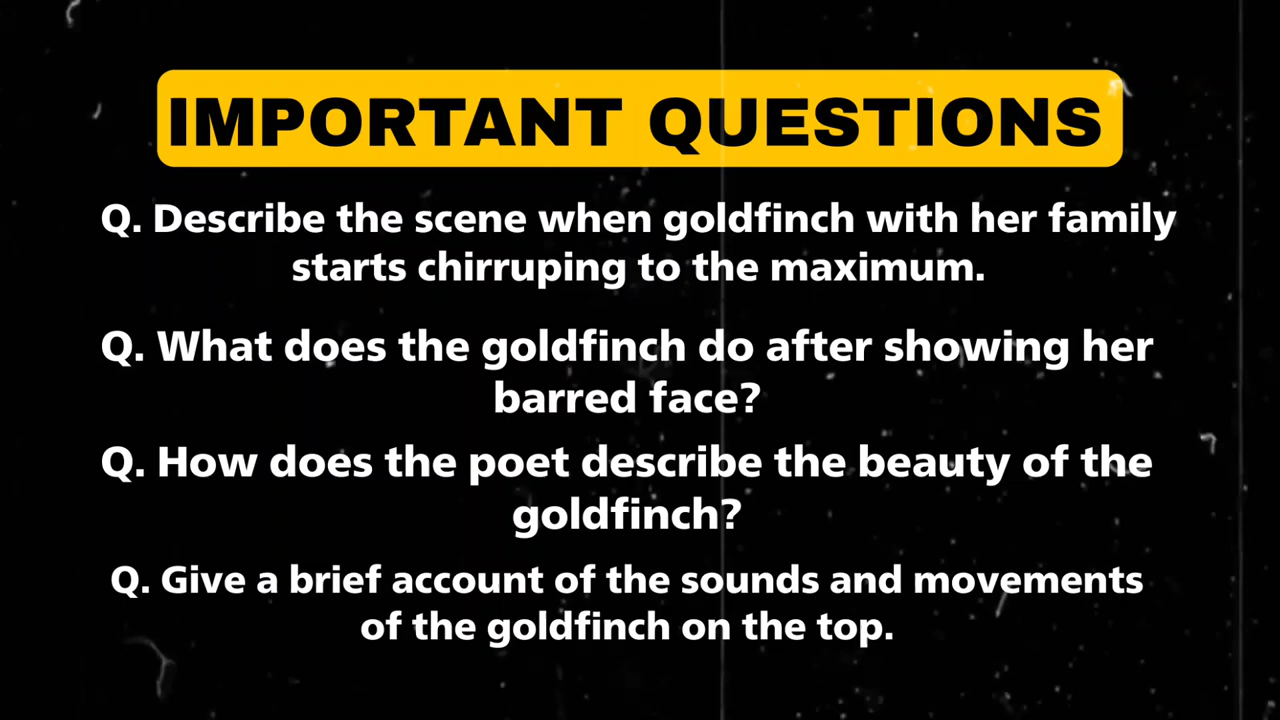 IMPORTANT QUESTIONS
Q. Describe the scene when goldfinch with her family
starts chirruping to the maximum.
Q. What does the goldfinch do after showing her
barred face?
Q. How does the poet describe the beauty of the
goldfinch?
Q. Give a brief account of the sounds and movements
of the goldfinch on the top.